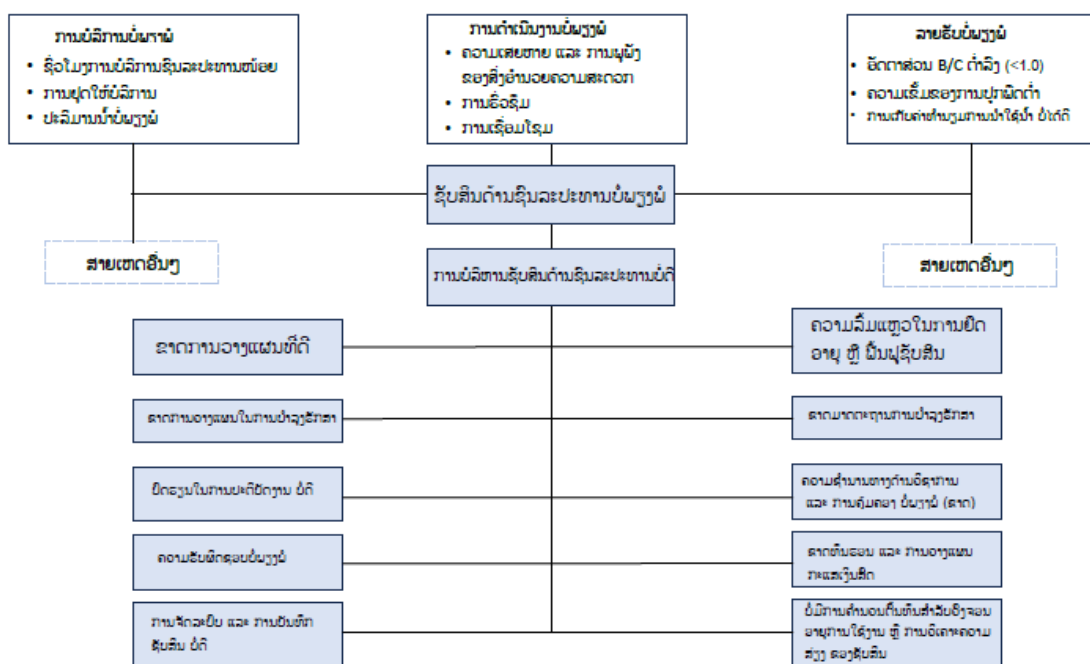 ການບໍລິການບໍ່ພຽງພໍ
• ຊົ່ວໂມງການບໍລິການຊົນລະປະທານໜ້ອຍ
• ການຢຸດໃຫ້ບໍລິການ
• ປະລິມານນ້ຳບໍ່ພຽງພໍ
ການດຳເນີນງານບໍ່ພຽງພໍ
• ຄວາມເສຍຫາຍ ແລະ ການພຸພັງ
ຂອງສິ່ງອຳນວຍຄວາມສະດວກ
• ການຮົ່ວຊຶມ
• ການເຊື່ອມໂຊມ
ລາຍຮັບບໍ່ພຽງພໍ
• ອັດຕາສ່ວນ B/C ຕ່ຳລົງ (<1.0)
• ຄວາມເຂັ້ມຂອງການປູກພືດຕ່ຳ
• ການເກັບຄ່າທຳນຽມການນຳໃຊ້ນ້ຳ ບໍ່ໄດ້ດີ
ຊັບສິນດ້ານຊົນລະປະທານບໍ່ພຽງພໍ
ສາຍເຫດອື່ນໆ
ການບໍລິຫານຊັບສິນດ້ານຊົນລະປະທານບໍ່ດີ
ສາຍເຫດອື່ນໆ
ຂາດການວາງແຜນທີ່ດີ
ຄວາມລົ້ມແຫຼວໃນການຍືດ
ອາຍຸ ຫຼື ຟື້ນຟູຊັບສິນ
ຂາດການວາງແຜນໃນການບຳລຸງຮັກສາ
ຂາດມາດຕະຖານການບຳລຸງຮັກສາ
ບົດຮຽນໃນການປະຕິບັດງານ ບໍ່ດີ
ຄວາມຊຳນານທາງດ້ານວິຊາການ
ແລະ ການຄຸ້ມຄອງ ບໍ່ພຽງພໍ (ຂາດ)
ຄວາມຮັບຜິດຊອບບໍ່ພຽງພໍ
ຂາດທຶນຮອນ ແລະ ການວາງແຜນ
ກະແສເງິນສົດ
ການຈັດລະບົບ ແລະ ການບັນທຶກ
ຊັບສິນ ບໍ່ດີ
ບໍ່ມີການຄຳນວນຕົ້ນທຶນສຳລັບວົງຈອນ
ອາຍຸການໃຊ້ງານ ຫຼື ການວິເຄາະຄວາມ
ສ່ຽງ ຂອງຊັບສິນ